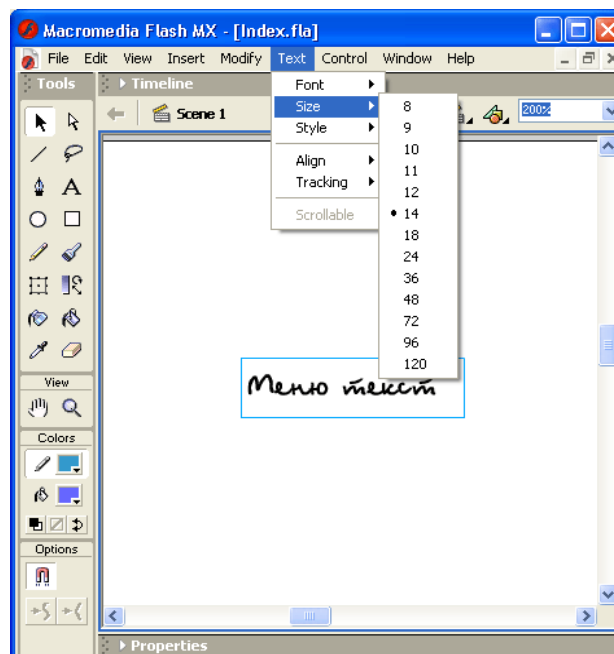 Macromedia Flash MX - [Index.fla]
File Edit View Insert Modify Text Control Window Help
Tools
Timeline
Scene 1
200%
Font
Size
Style
Align
Tracking
Scrollable
8
9
10
11
12
14
18
24
36
48
72
96
120
Меню текст
View
Colors
Options
Properties